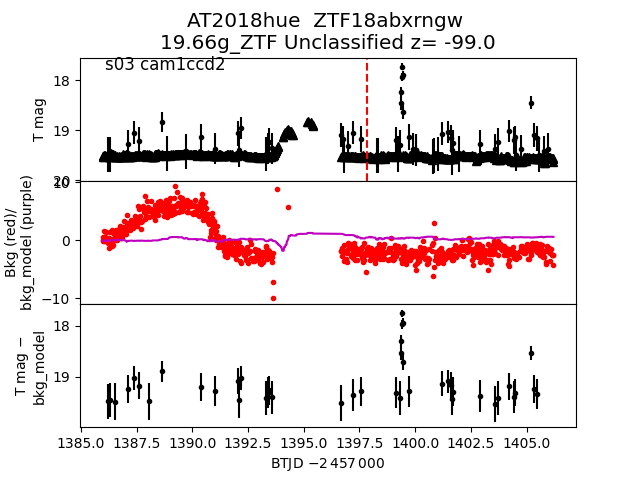 AT2018hue  ZTF18abxrngw
19.66g_ZTF Unclassified z= -99.0
s03 cam1ccd2
T mag
18
19
20
Bkg (red)/
bkg_model (purple)
10
0
−10
T mag −
bkg_model
18
19
1385.0 1387.5 1390.0 1392.5 1395.0 1397.5 1400.0 1402.5 1405.0
BTJD −2 457 000